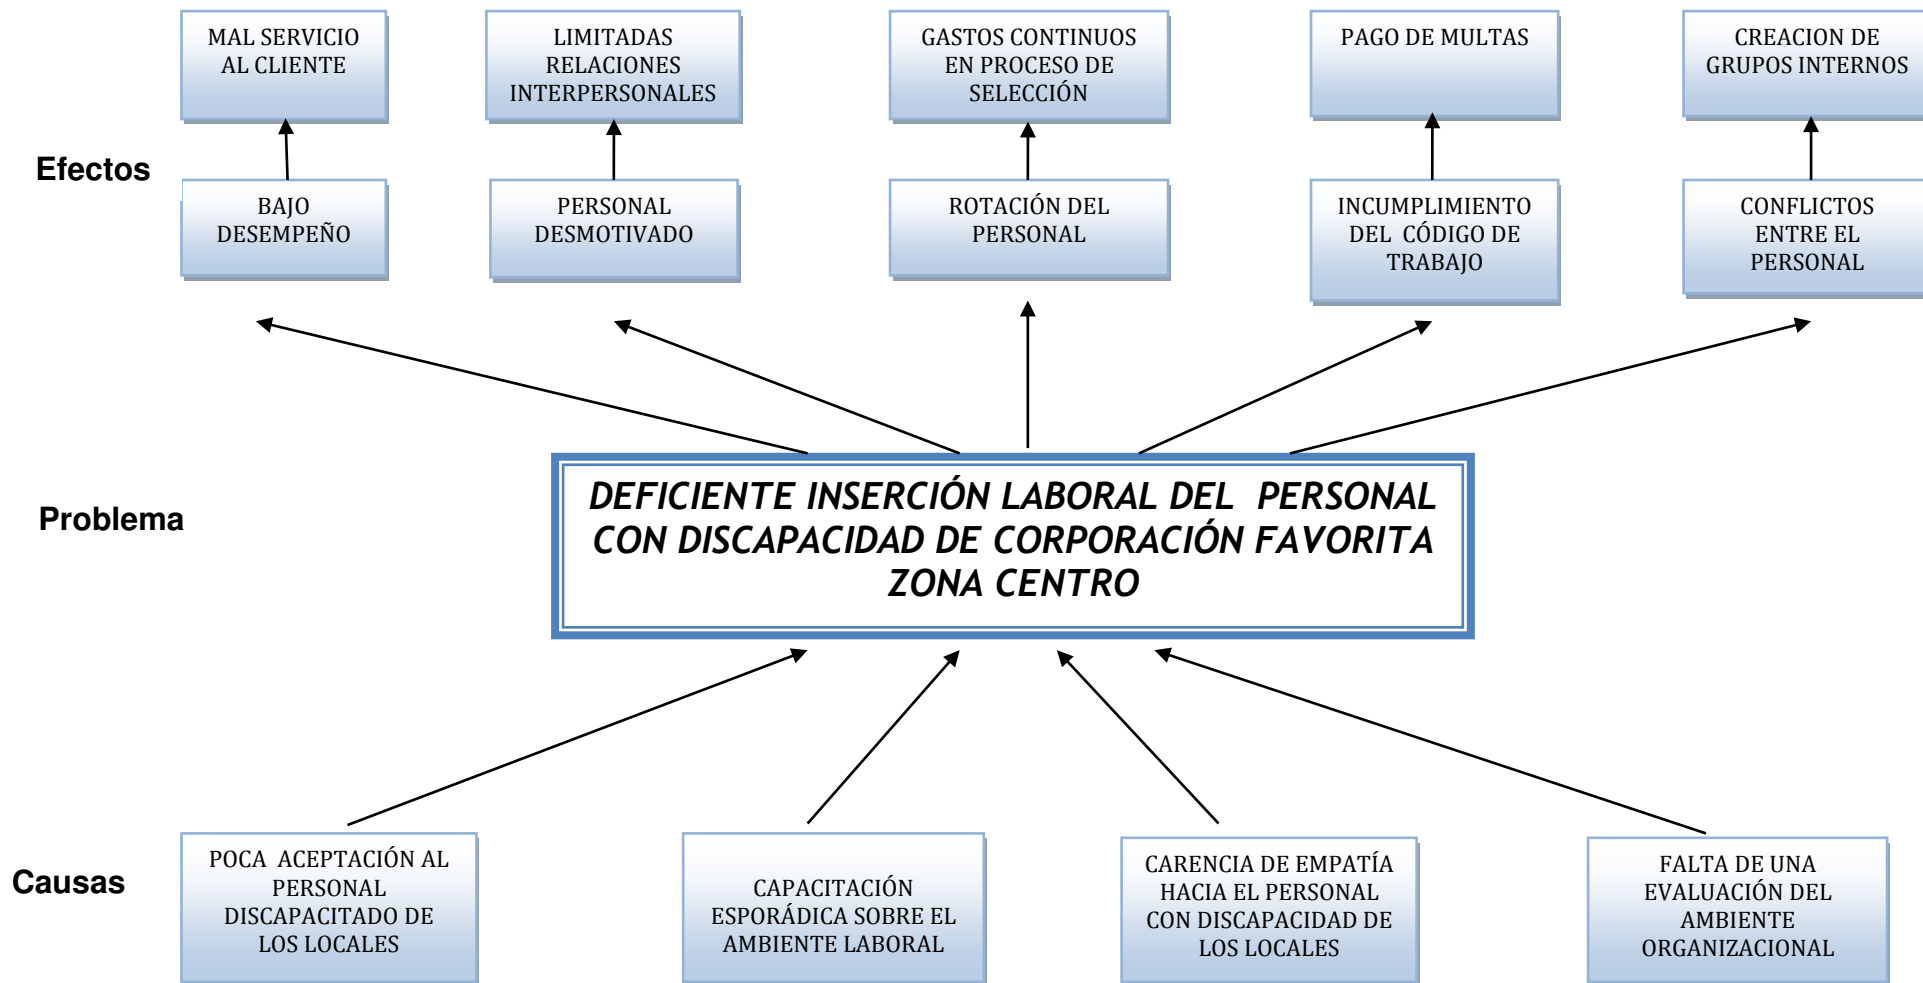 MAL SERVICIO
AL CLIENTE
LIMITADAS
RELACIONES
INTERPERSONALES
GASTOS CONTINUOS
EN PROCESO DE
SELECCIÓN
PAGO DE MULTAS
CREACION DE
GRUPOS INTERNOS
Efectos
BAJO
DESEMPEÑO
PERSONAL
DESMOTIVADO
ROTACIÓN DEL
PERSONAL
INCUMPLIMIENTO
DEL  CÓDIGO DE
TRABAJO
CONFLICTOS
ENTRE EL
PERSONAL
Problema
DEFICIENTE INSERCIÓN LABORAL DEL  PERSONAL
CON DISCAPACIDAD DE CORPORACIÓN FAVORITA
ZONA CENTRO
Causas
POCA  ACEPTACIÓN AL
PERSONAL
DISCAPACITADO DE
LOS LOCALES
CAPACITACIÓN
ESPORÁDICA SOBRE EL
AMBIENTE LABORAL
CARENCIA DE EMPATÍA
HACIA EL PERSONAL
CON DISCAPACIDAD DE
LOS LOCALES
FALTA DE UNA
EVALUACIÓN DEL
AMBIENTE
ORGANIZACIONAL